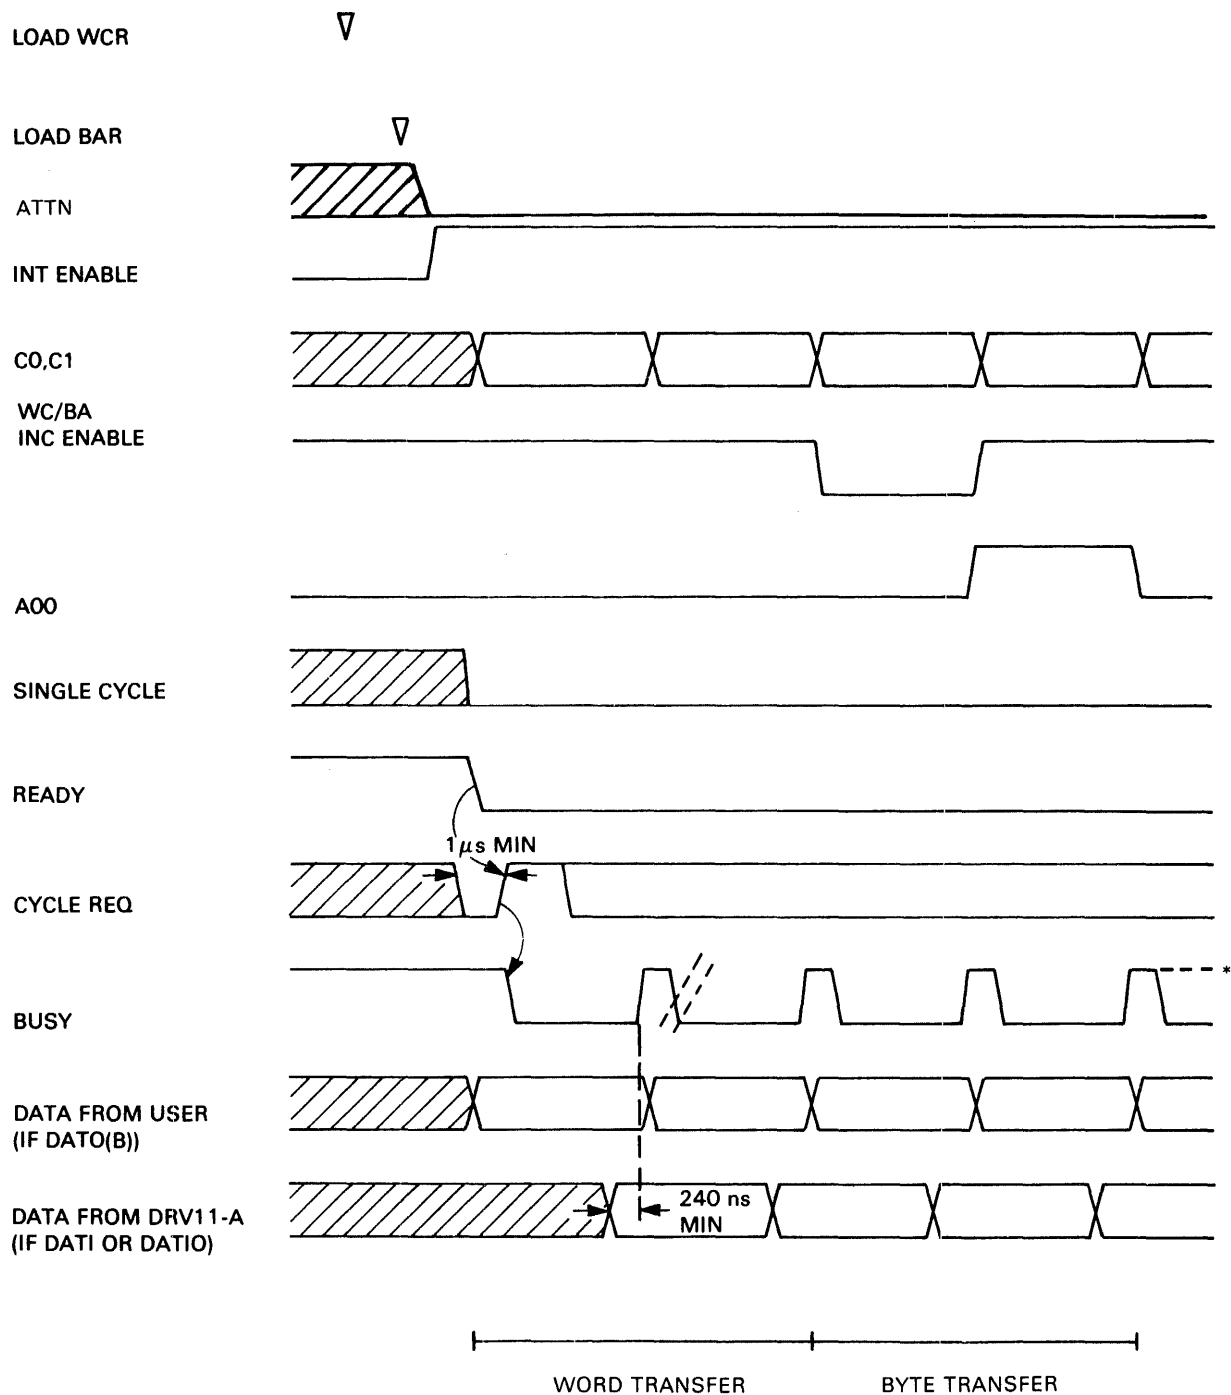 LOAD WCR
LOAD BAR
ATTN
INT ENABLE
C0,C1
WC/BA
INC ENABLE
A00
SINGLE CYCLE
READY
1 µs MIN
CYCLE REQ
*
BUSY
DATA FROM USER
(IF DATO(B))
240 ns
MIN
DATA FROM DRV11-A
(IF DATI OR DATIO)
WORD TRANSFER
BYTE TRANSFER